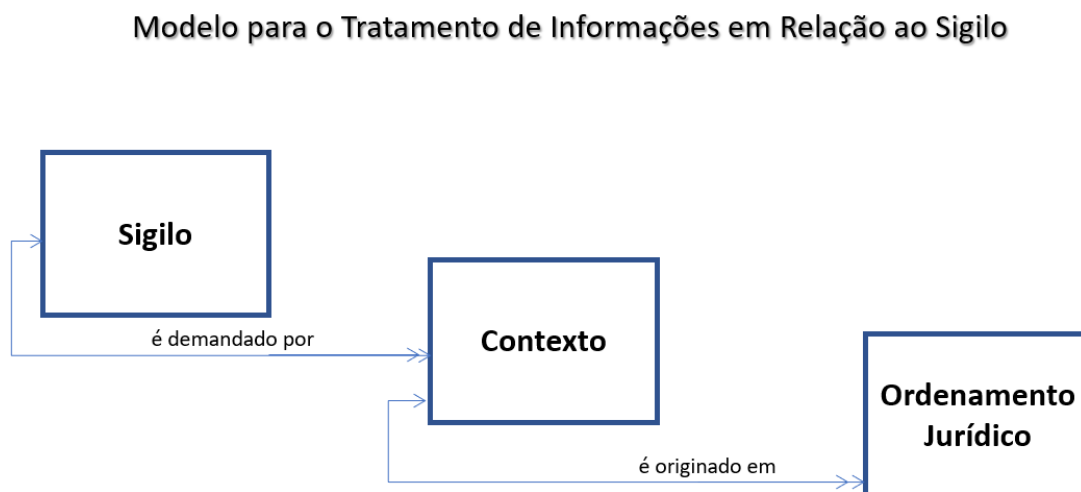 Modelo para o Tratamento de Informações em Relação ao Sigilo
Sigilo
é demandado por
Contexto
Ordenamento
Jurídico
é originado em